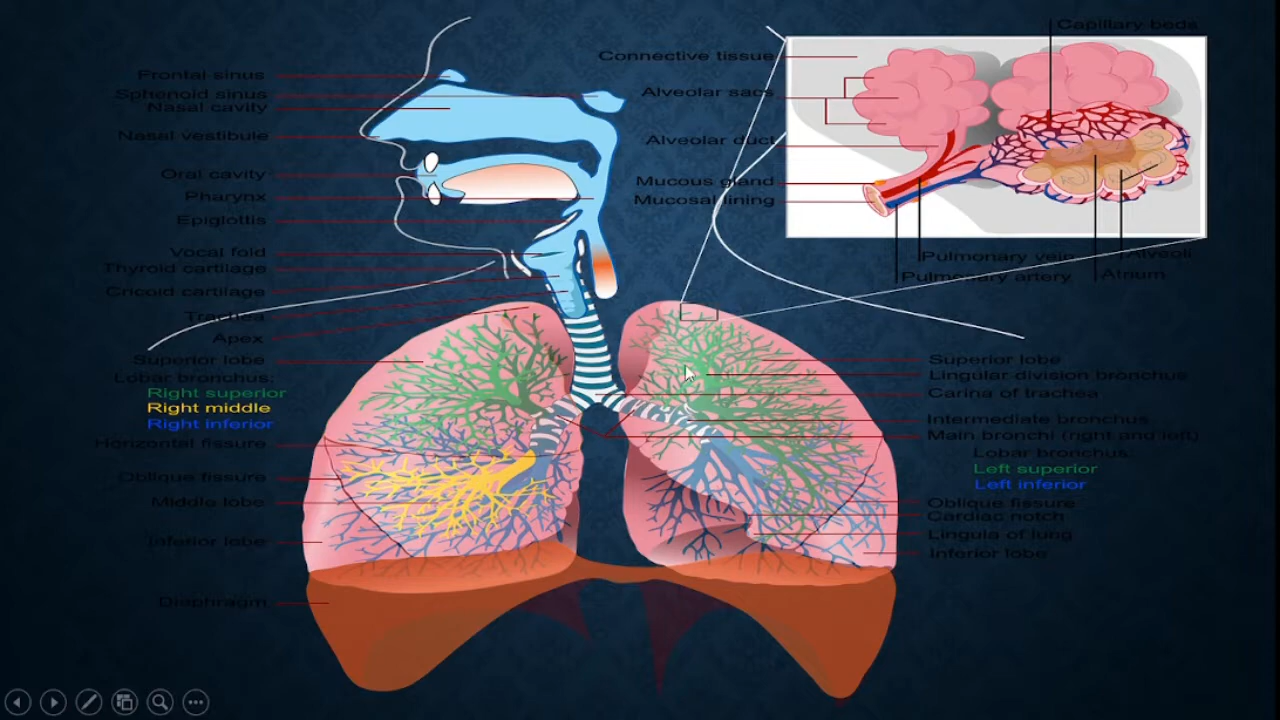 Capillary beds
Connective tissue
Alveolar sacs
Alveolar duct
Mucous gland
Mucosal lining
Pulmonary vein
Alveoli
Pulmonary artery
Atrium
Frontal sinus
Sphenoid sinus
Nasal cavity
Nasal vestibule
Oral cavity
Pharynx
Epiglottis
Vocal fold
Thyroid cartilage
Cricoid cartilage
Trachea
Apex
Superior lobe
Lobar bronchus:
Right superior
Right middle
Right inferior
Horizontal fissure
Oblique fissure
Middle lobe
Inferior lobe
Diaphragm
Superior lobe
Lingular division bronchus
Carina of trachea
Intermediate bronchus
Main bronchi (right and left)
Lobar bronchus:
Left superior
Left inferior
Oblique fissure
Cardiac notch
Lingula of lung
Inferior lobe